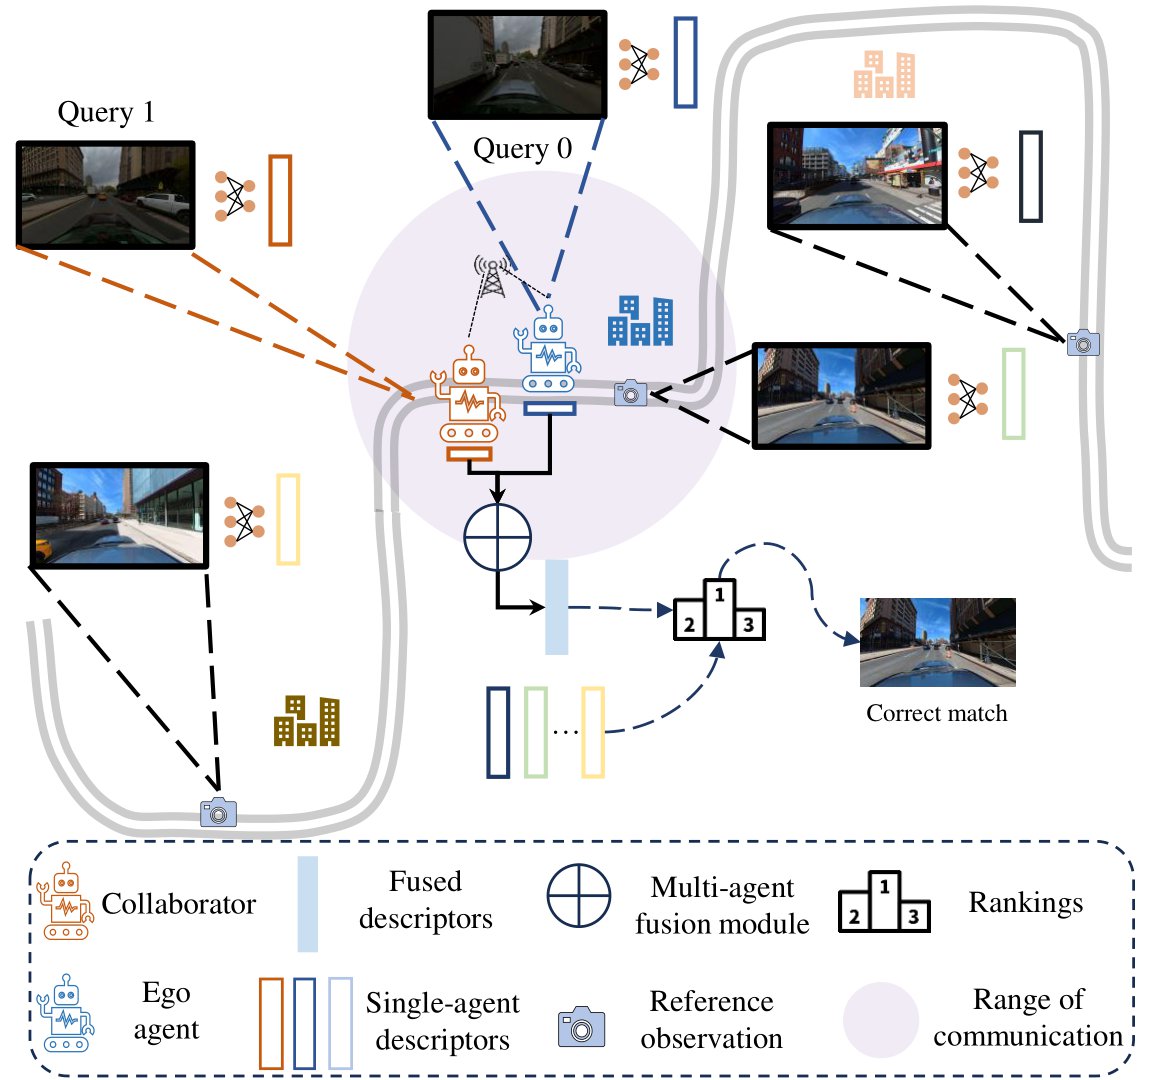 Query 1
Query 0
1
2
3
...
Correct match
Collaborator
Fused
descriptors
Multi-agent
fusion module
1
2
3
Rankings
Ego
agent
Single-agent
descriptors
Reference
observation
Range of
communication